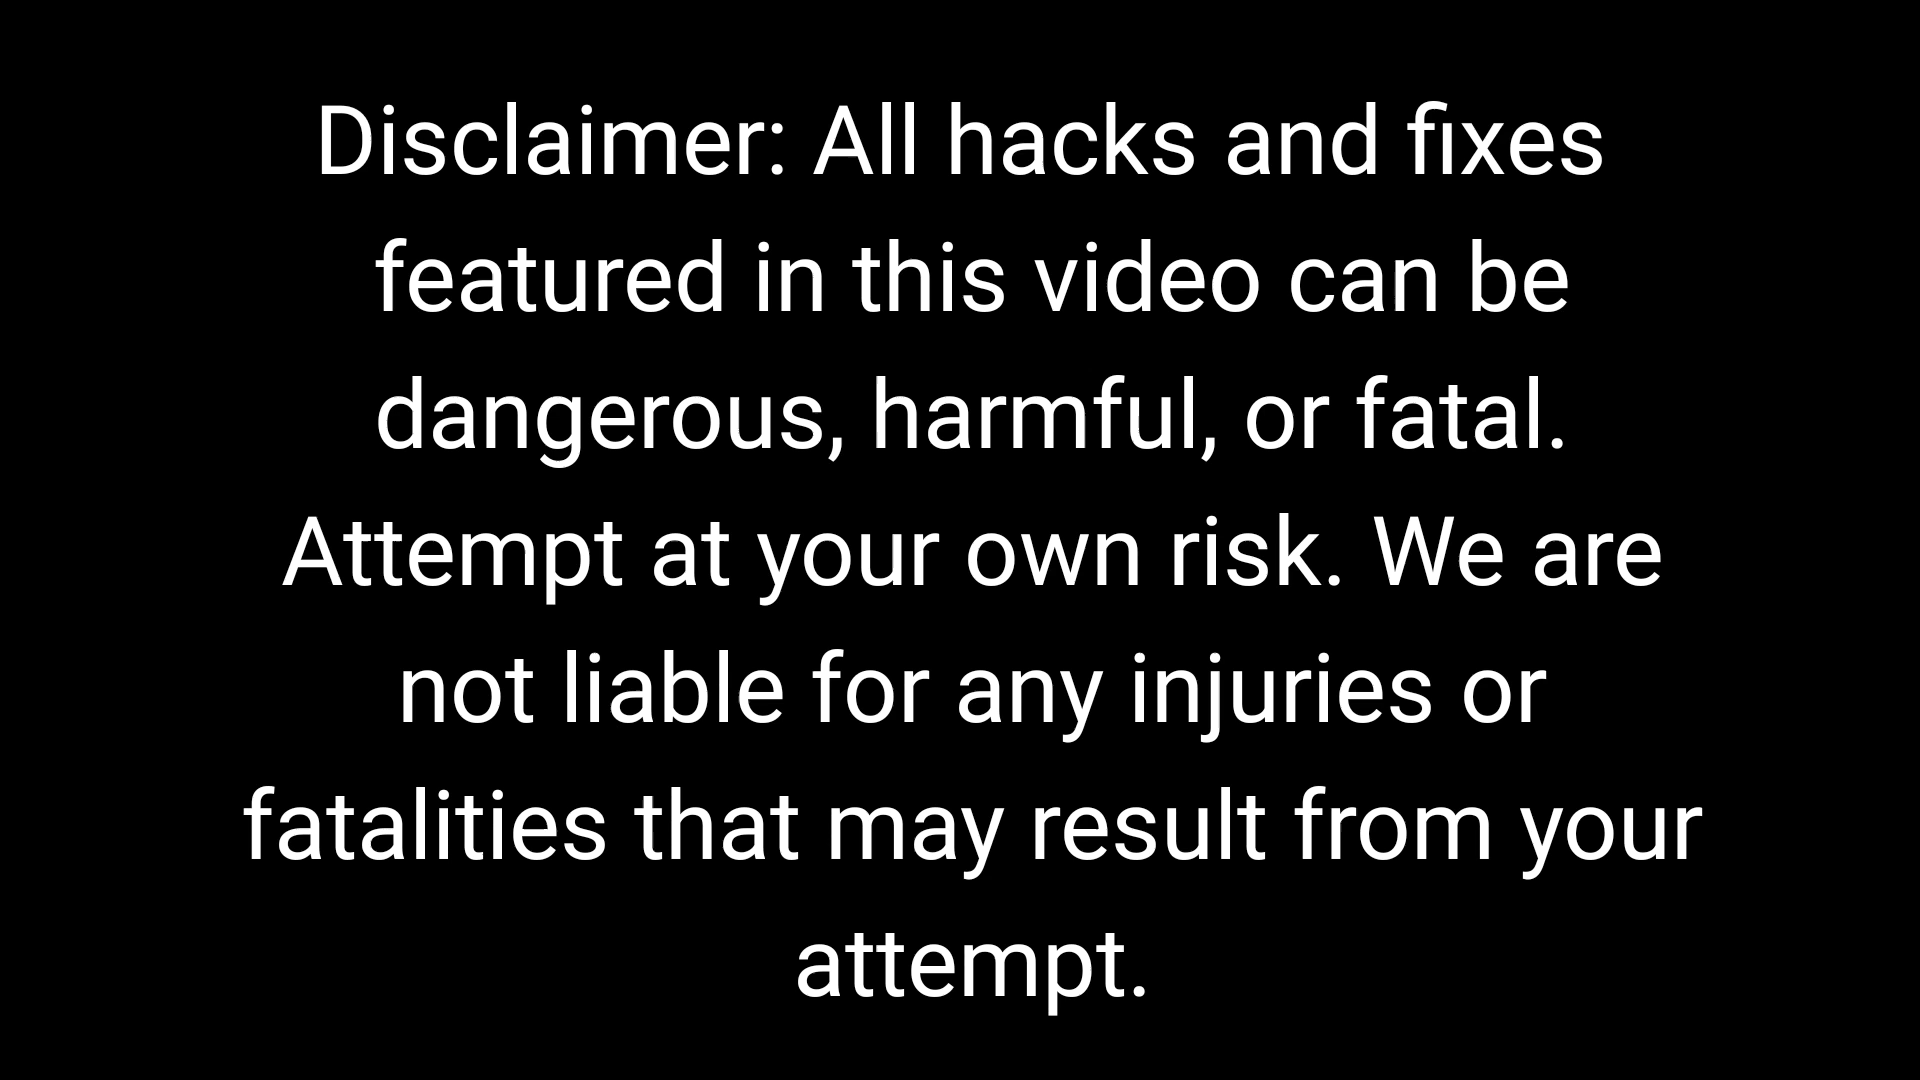 Disclaimer: All hacks and fixes
featured in this video can be
dangerous, harmful, or fatal.
Attempt at your own risk. We are
not liable for any injuries or
fatalities that may result from your
attempt.